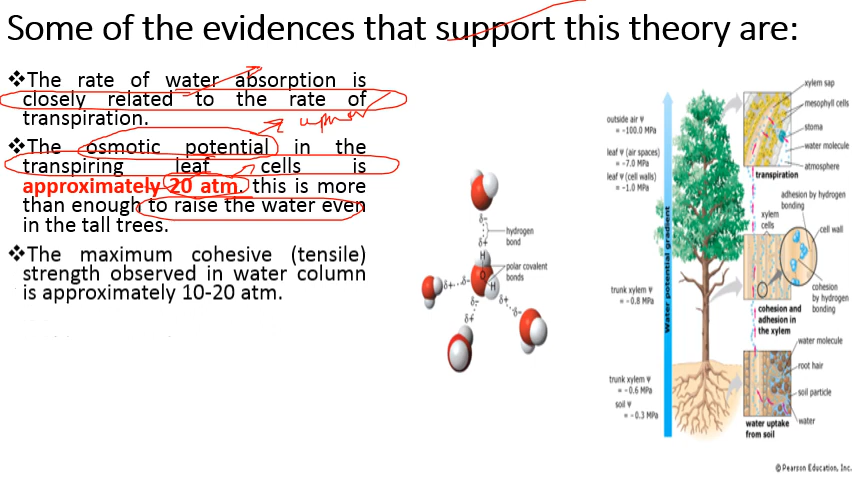 Some of the evidences that support this theory are:
❖The rate of water absorption is
closely related to the rate of
transpiration.
❖The osmotic potential in the
transpiring leaf cells is
approximately 20 atm. this is more
than enough to raise the water even
in the tall trees.
❖The maximum cohesive (tensile)
strength observed in water column
is approximately 10-20 atm.
δ-
δ+
hydrogen
bond
H
O
H
polar covalent
bonds
δ+
δ-
δ-
δ+
δ+
δ-
outside air Ψ
= -100.0 MPa
leaf Ψ (air spaces)
= -7.0 MPa
leaf Ψ (cell walls)
= -1.0 MPa
trunk xylem Ψ
= -0.8 MPa
trunk xylem Ψ
= -0.6 MPa
soil Ψ
= -0.3 MPa
Water potential gradient
xylem sap
mesophyll cells
stoma
water molecule
atmosphere
transpiration
adhesion by hydrogen
bonding
xylem
cells
cell wall
cohesion
by hydrogen
bonding
cohesion and
adhesion in
the xylem
water molecule
root hair
soil particle
water
water uptake
from soil
© Pearson Education, Inc.